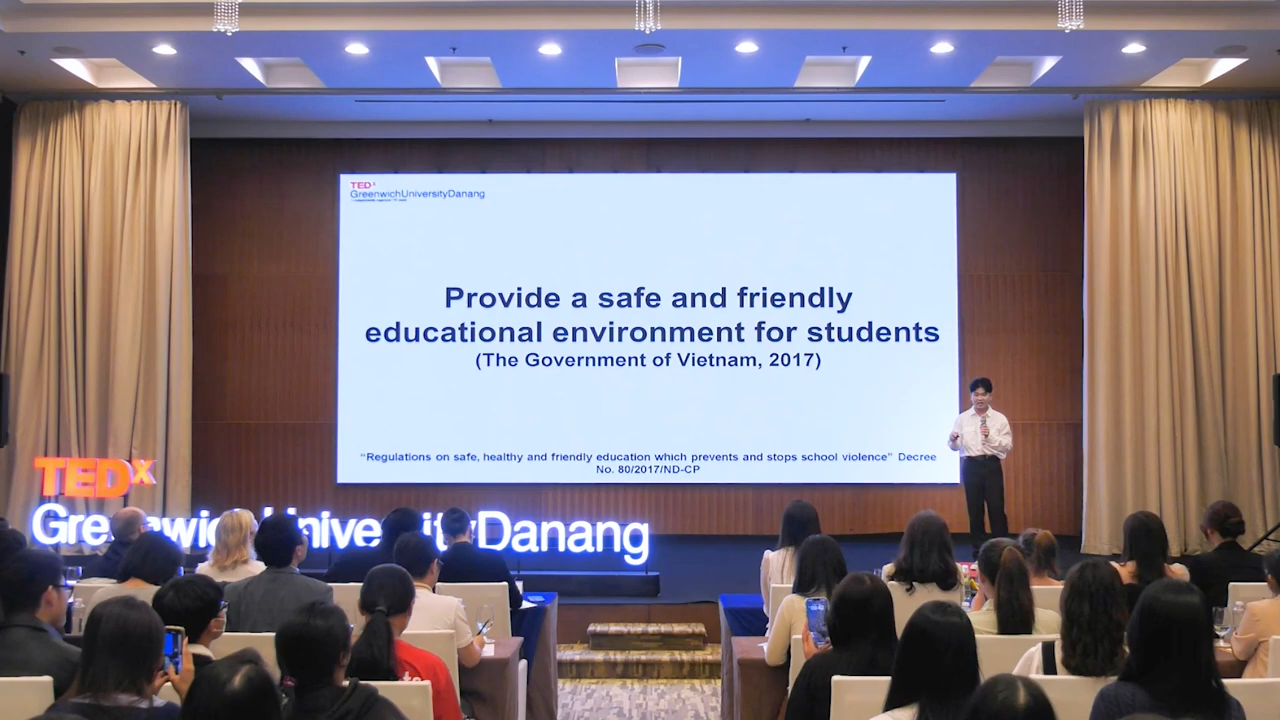 TEDx
GreenwichUniversityDanang
Provide a safe and friendly
educational environment for students
(The Government of Vietnam, 2017)
“Regulations on safe, healthy and friendly education which prevents and stops school violence” Decree
No. 80/2017/ND-CP
TEDx
GreenwichUniversityDanang